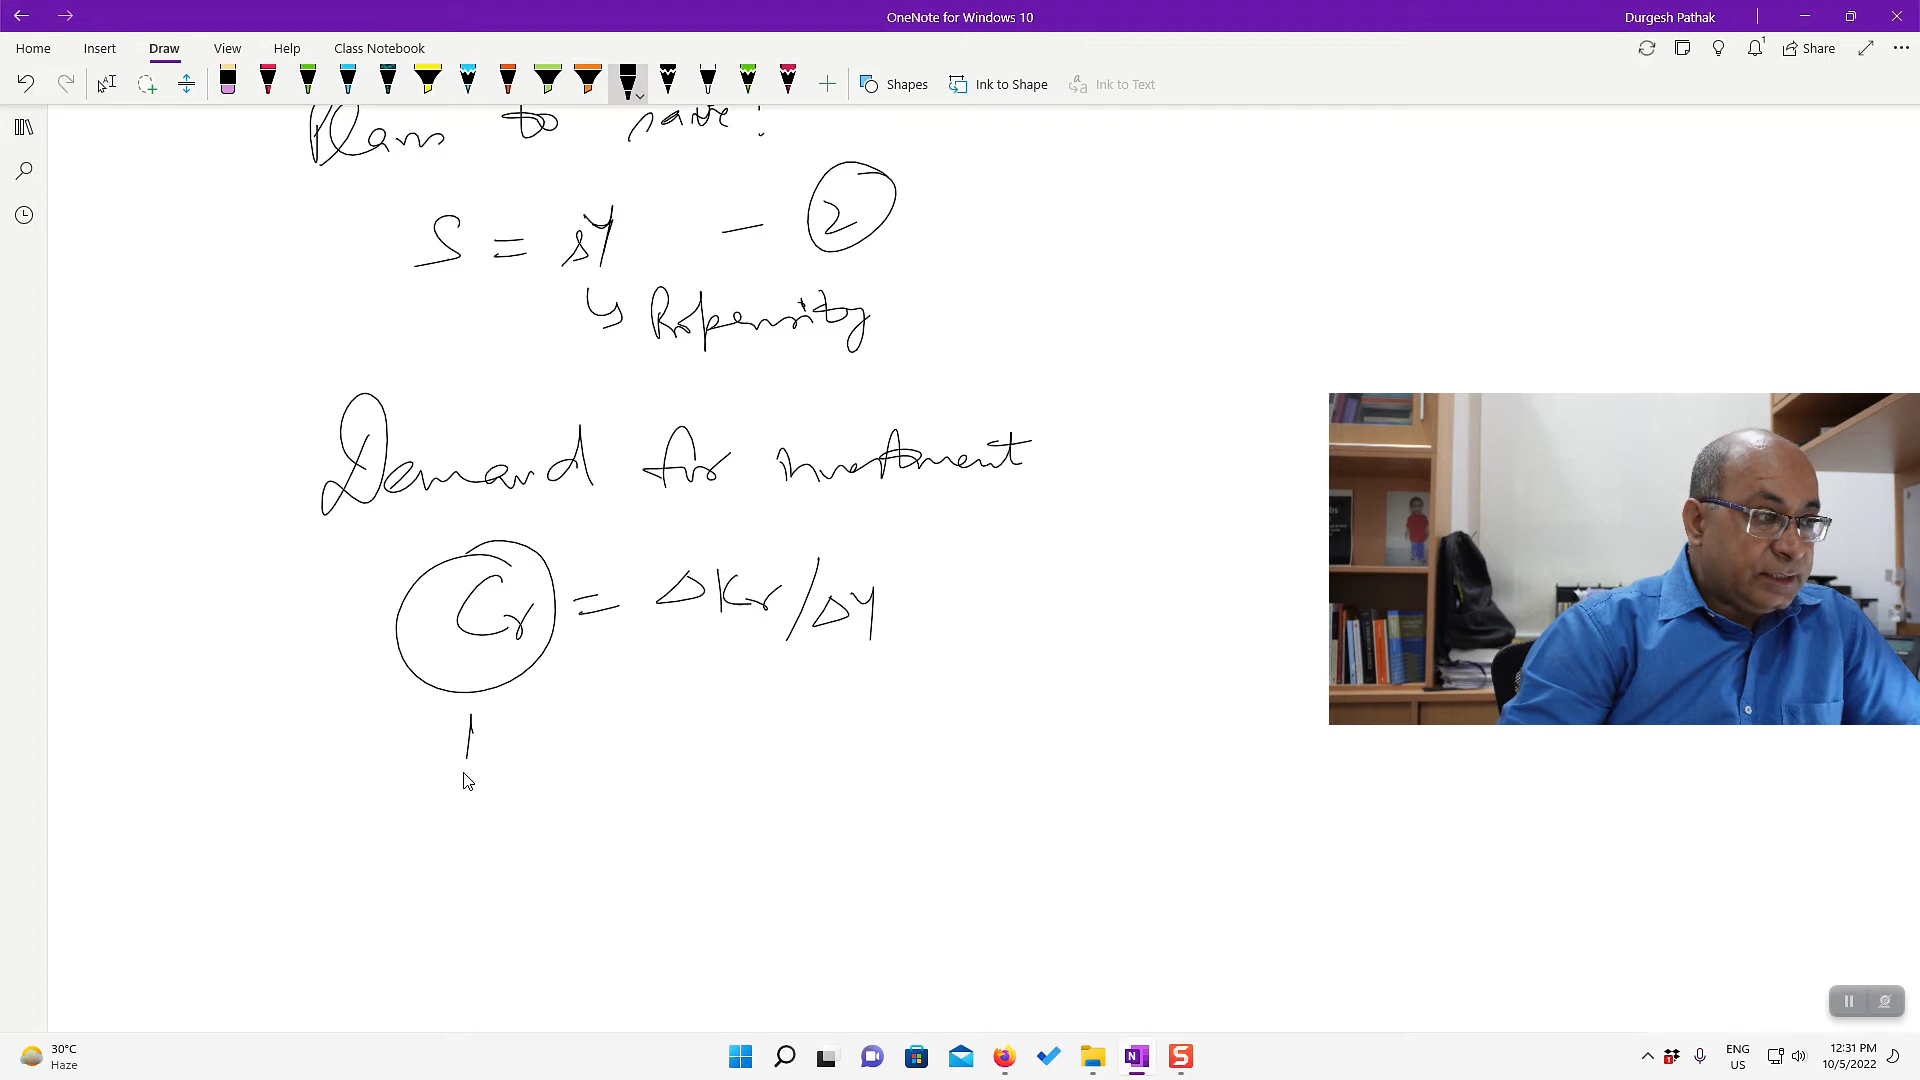 OneNote for Windows 10
Durgesh Pathak
Home Insert Draw View Help Class Notebook
1 Share
Shapes Ink to Shape Ink to Text
Plans to save:
S = sY — 2
↳ Propensity
Demand for investment
Cr = ΔKr/ΔY
30°C
Haze
ENG
US
12:31 PM
10/5/2022